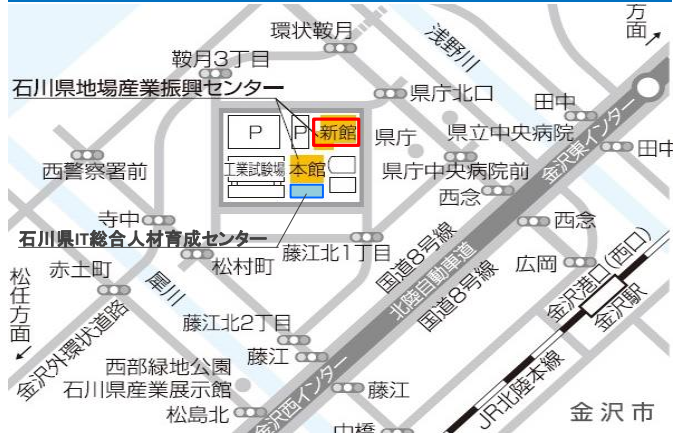 方面
環状鞍月
浅野川
鞍月3丁目
石川県地場産業振興センター
県庁北口
田中
P
P
新館
県庁
県立中央病院
金沢東インター
田中
西警察署前
工業試験場
本館
県庁中央病院前
西念
寺中
西念
石川県IT総合人材育成センター
藤江北1丁目
国道8号線
北陸自動車道
国道8号線
広岡
金沢港口(西口)
金沢駅
松任方面
赤土町
犀川
松村町
金沢外環状道路
藤江北2丁目
藤江
西部緑地公園
石川県産業展示館
藤江
松島北
金沢西インター
JR北陸本線
金沢市
中橋